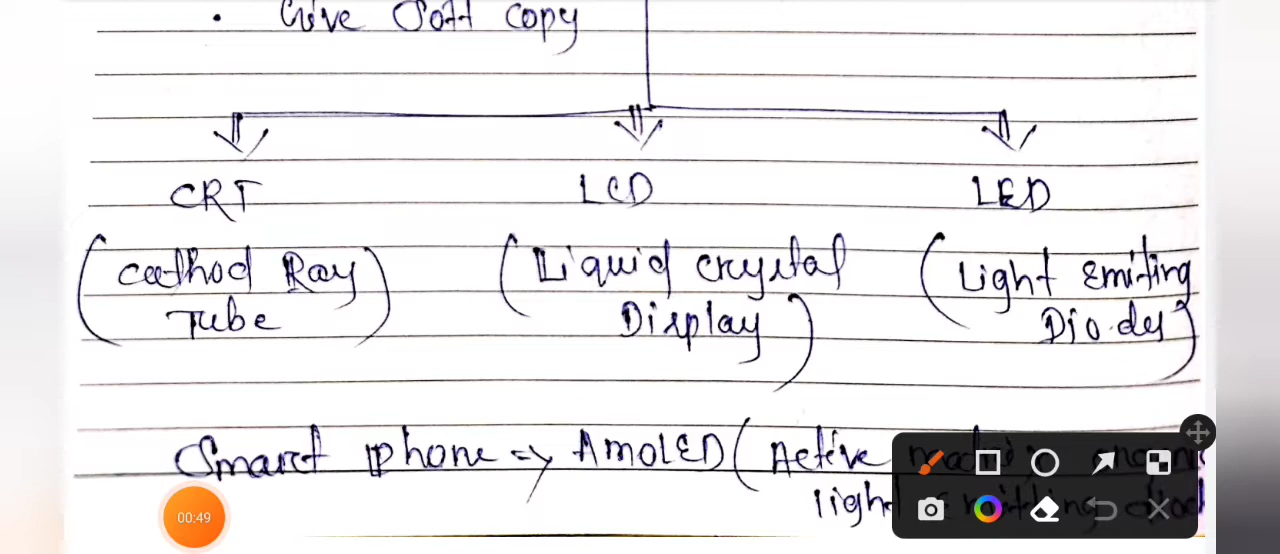 • Give Soft copy
CRT LCD LED
(Cathod Ray (Liquid crystal (Light Emiting
Tube) Display) Diodes)
Smart phone => AMOLED (Active
light
00:49